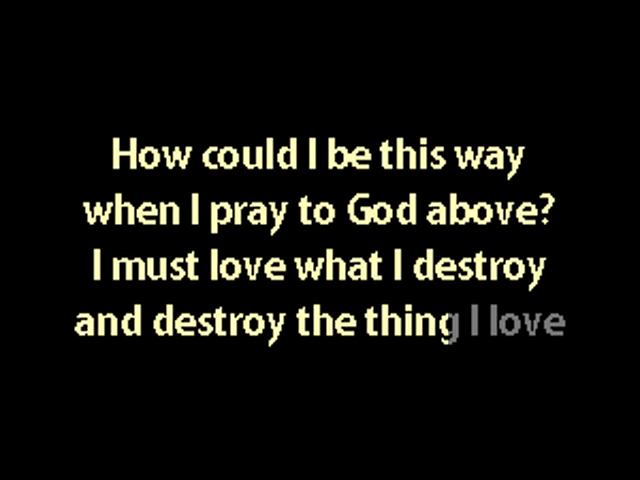 How could I be this way
when I pray to God above?
I must love what I destroy
and destroy the thing I love